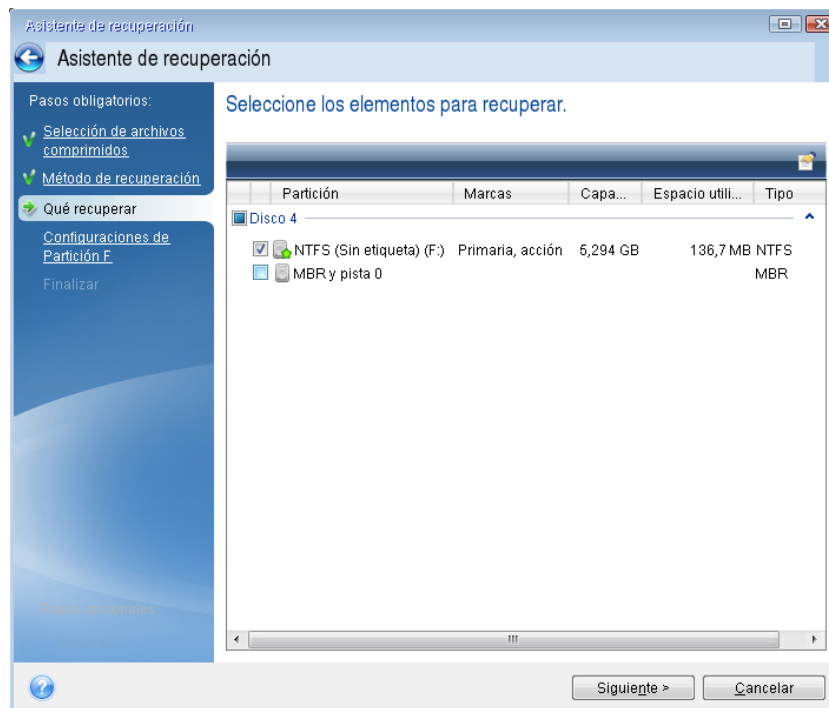 Asistente de recuperación
Asistente de recuperación
Pasos obligatorios:
Selección de archivos
comprimidos
Método de recuperación
Qué recuperar
Configuraciones de
Partición F
Finalizar
Seleccione los elementos para recuperar.
Partición Marcas Capa... Espacio utili... Tipo
Disco 4
NTFS (Sin etiqueta) (F:) Primaria, acción 5,294 GB 136,7 MB NTFS
MBR y pista 0 MBR
Siguiente > Cancelar